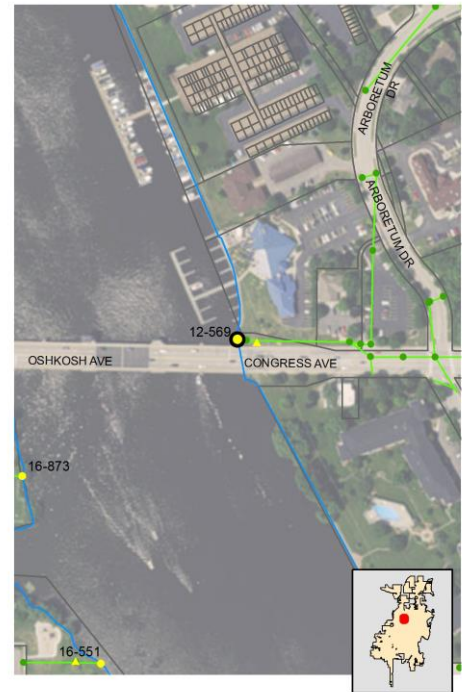 ARBORETUM
DR
ARBORETUM DR
12-569
OSHKOSH AVE
CONGRESS AVE
16-873
16-551